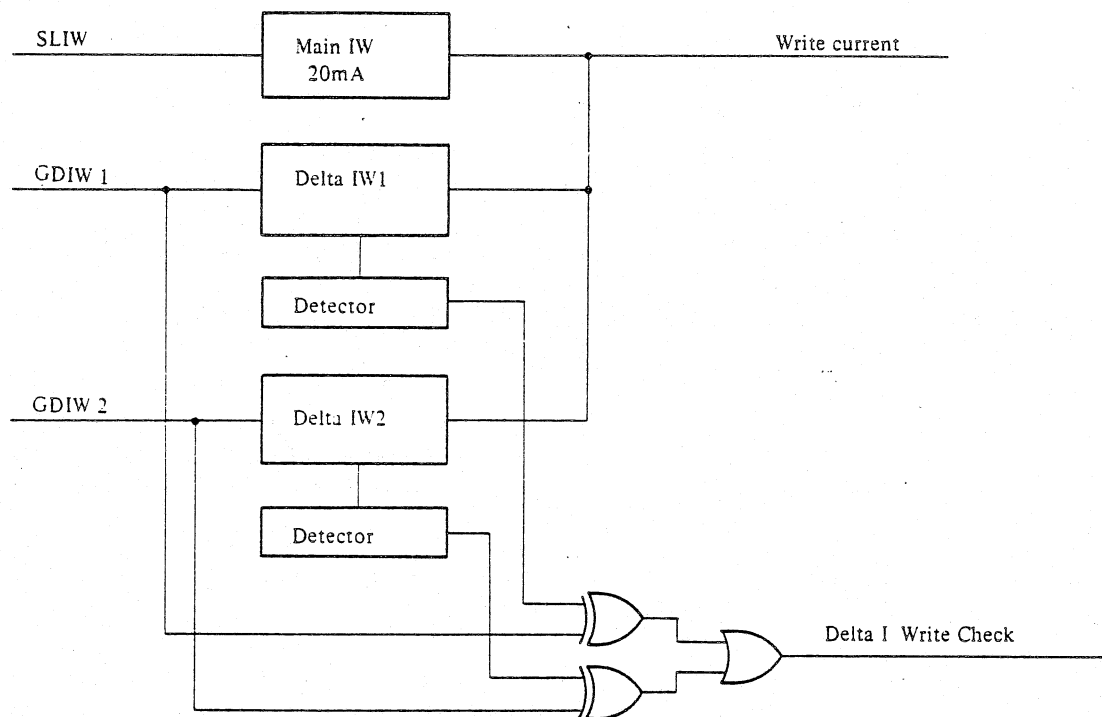 SLIW
Main IW
20mA
Write current
GDIW 1
Delta IW1
Detector
GDIW 2
Delta IW2
Detector
Delta I Write Check